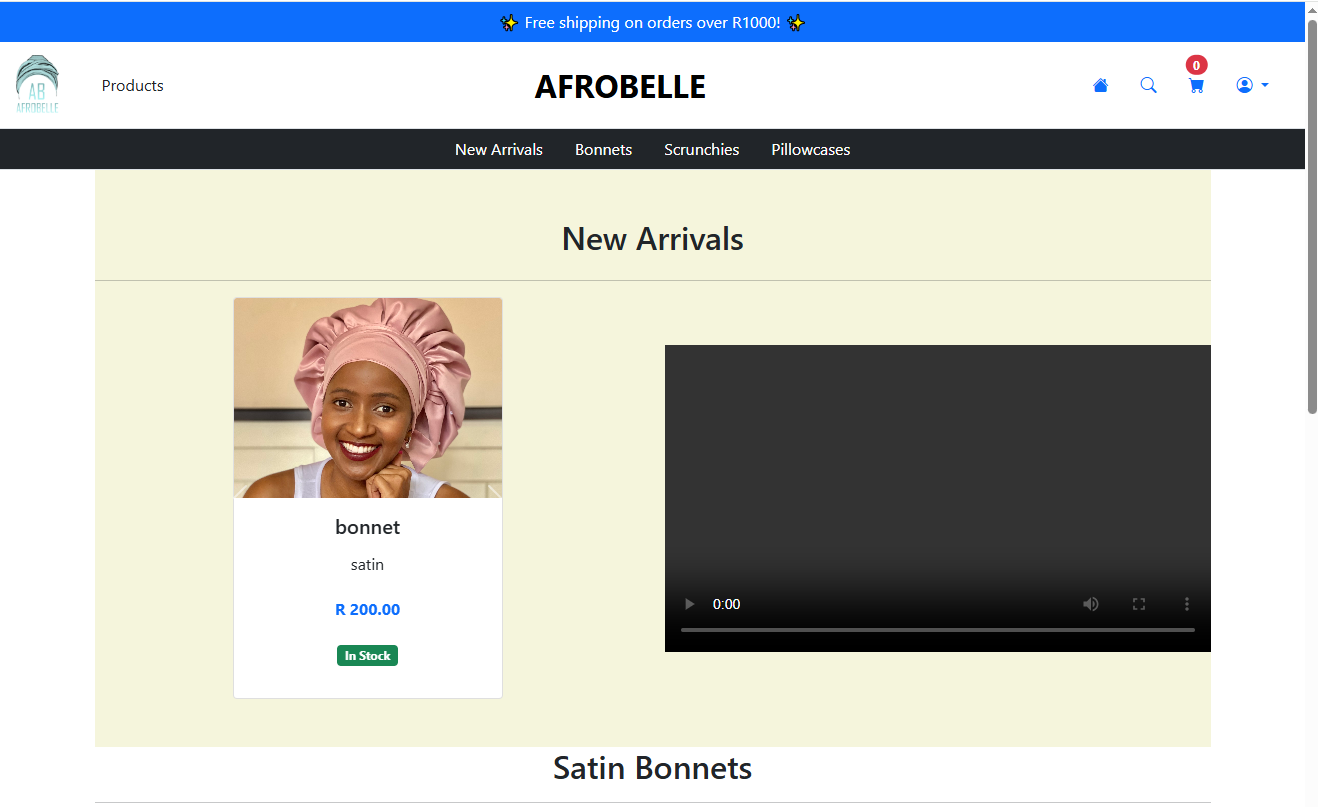 ✨ Free shipping on orders over R1000! ✨
AB
AFROBELLE
Products
AFROBELLE
0
New Arrivals
Bonnets
Scrunchies
Pillowcases
New Arrivals
bonnet
satin
R 200.00
In Stock
0:00
Satin Bonnets